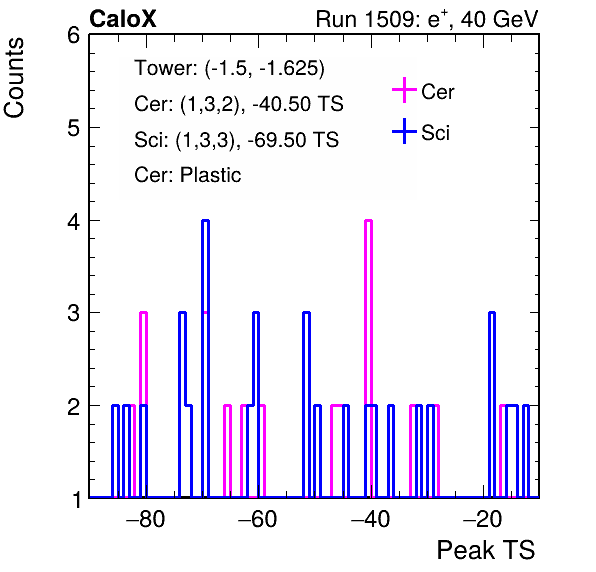 CaloX Run 1509: e⁺, 40 GeV
Counts
6
Tower: (-1.5, -1.625)
Cer: (1,3,2), -40.50 TS
Sci: (1,3,3), -69.50 TS
Cer: Plastic
Cer
Sci
5
4
3
2
1
−80 −60 −40 −20
Peak TS